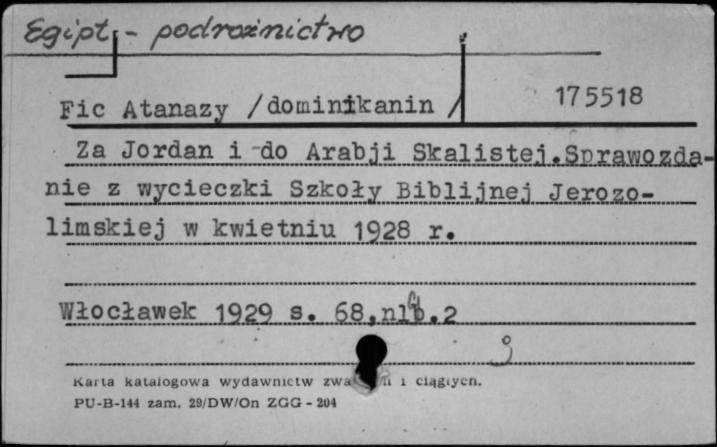 Egipt, - podróżnictwo
Fic Atanazy /dominikanin / 175518
Za Jordan i do Arabji Skalistej.Sprawozda-
nie z wycieczki Szkoły Biblijnej Jerozo-
limskiej w kwietniu 1928 r.
Włocławek 1929 s. 68,nlb.2
Karta katalogowa wydawnictw i ciągłych.
PU-B-144 zam. 29/DW/On ZGG - 204